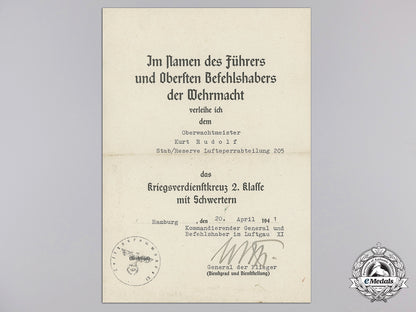 Im Namen des Führers
und Obersten Befehlshabers
der Wehrmacht
verleihe ich
dem
Oberwachtmeister
Kurt Rudolf
Stab/Reserve Luftsperrabteilung 205
das
Kriegsverdienstkreuz 2. Klasse
mit Schwertern
Hamburg , den 20. April 1941
Kommandierender General und
Befehlshaber im Luftgau XI
General der Flieger
(Dienstgrad und Dienststellung)
eMedals